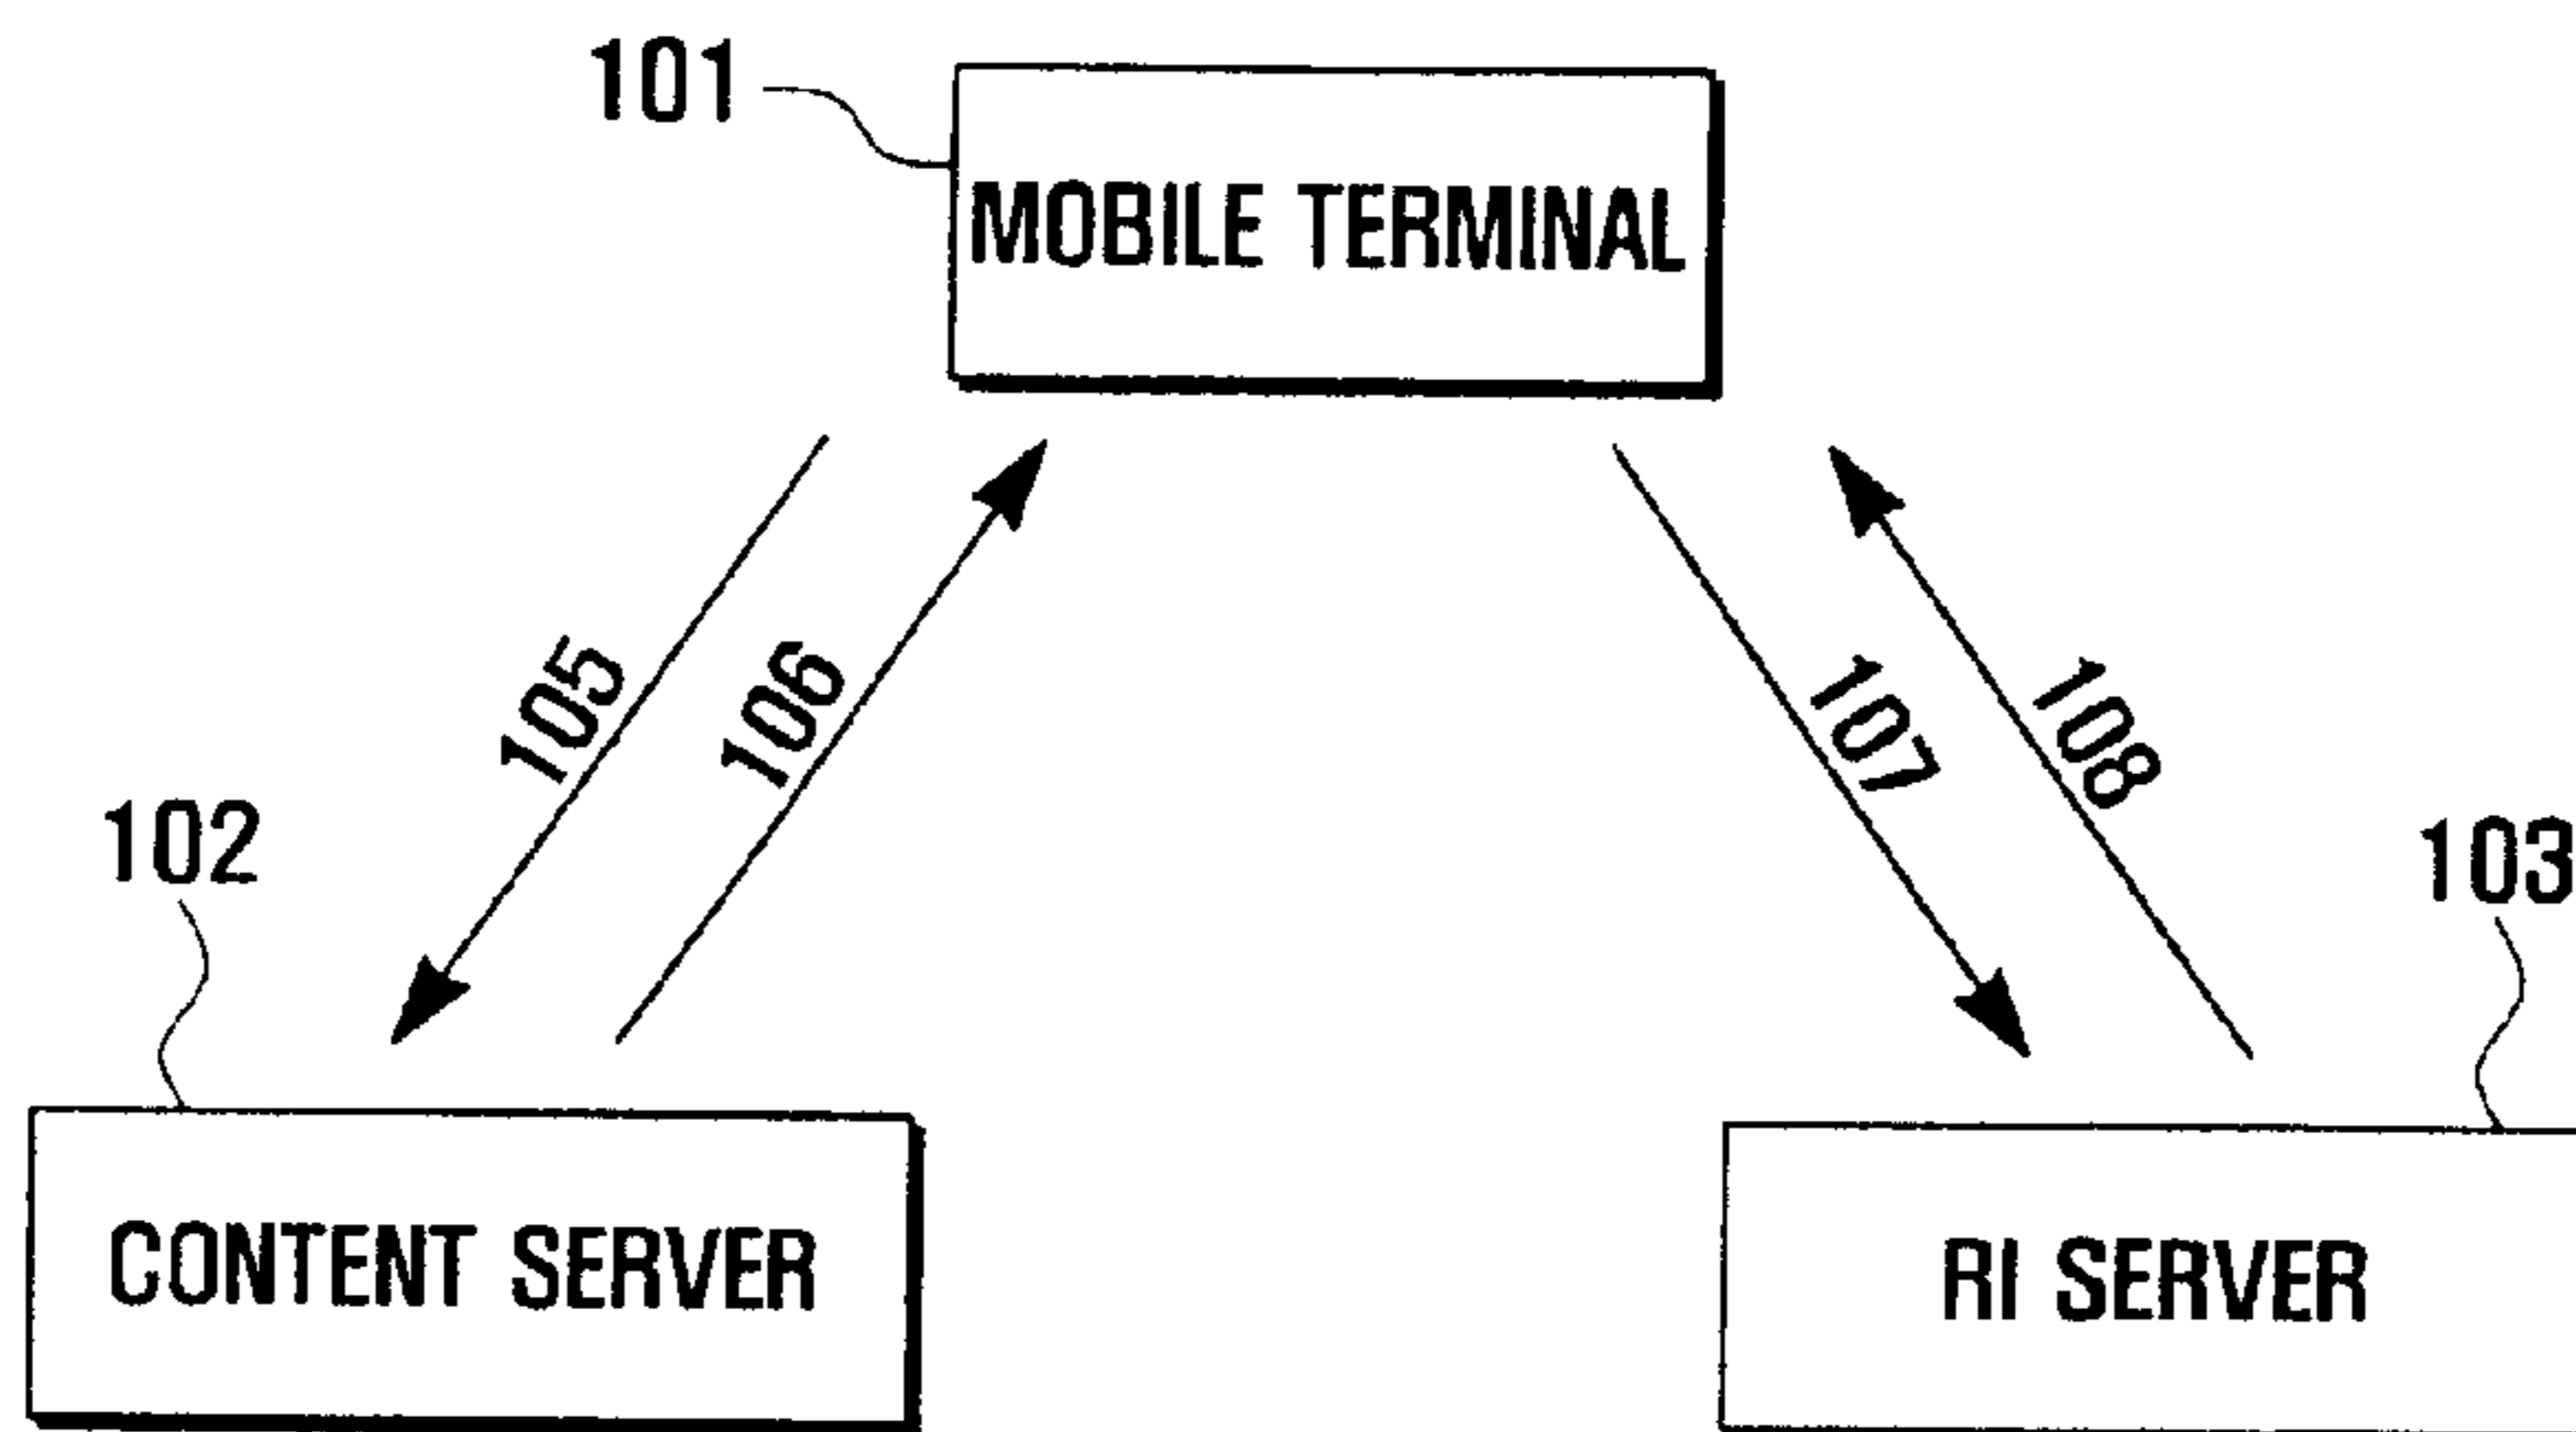 101
MOBILE TERMINAL
105
106
107
108
102
103
CONTENT SERVER
RI SERVER